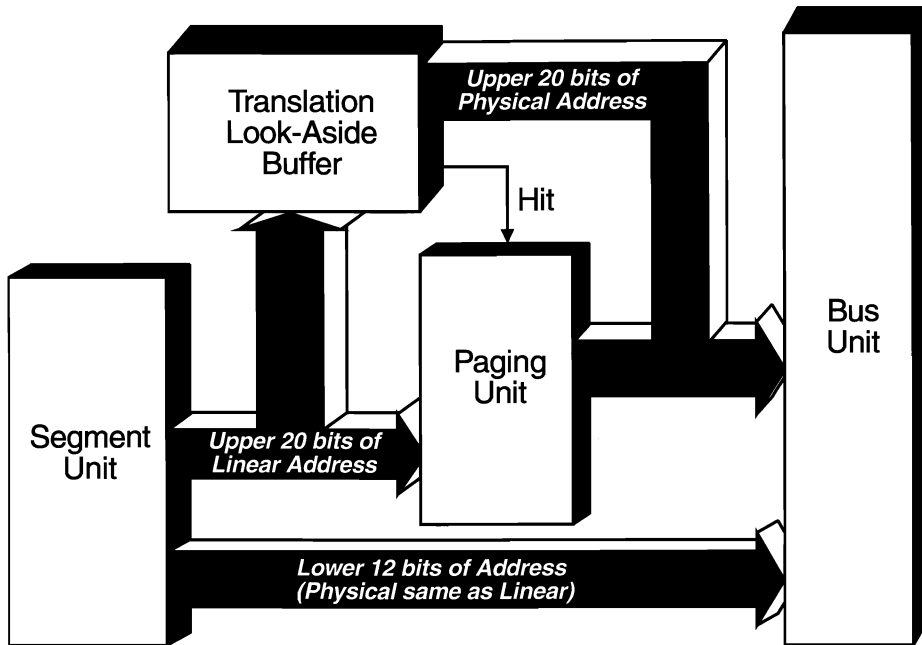 Translation
Look-Aside
Buffer
Upper 20 bits of
Physical Address
Hit
Segment
Unit
Upper 20 bits of
Linear Address
Paging
Unit
Bus
Unit
Lower 12 bits of Address
(Physical same as Linear)